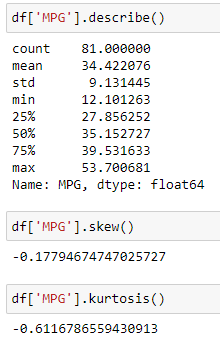 df['MPG'].describe()
count    81.000000
mean     34.422076
std       9.131445
min      12.101263
25%      27.856252
50%      35.152727
75%      39.531633
max      53.700681
Name: MPG, dtype: float64
df['MPG'].skew()
-0.17794674747025727
df['MPG'].kurtosis()
-0.6116786559430913